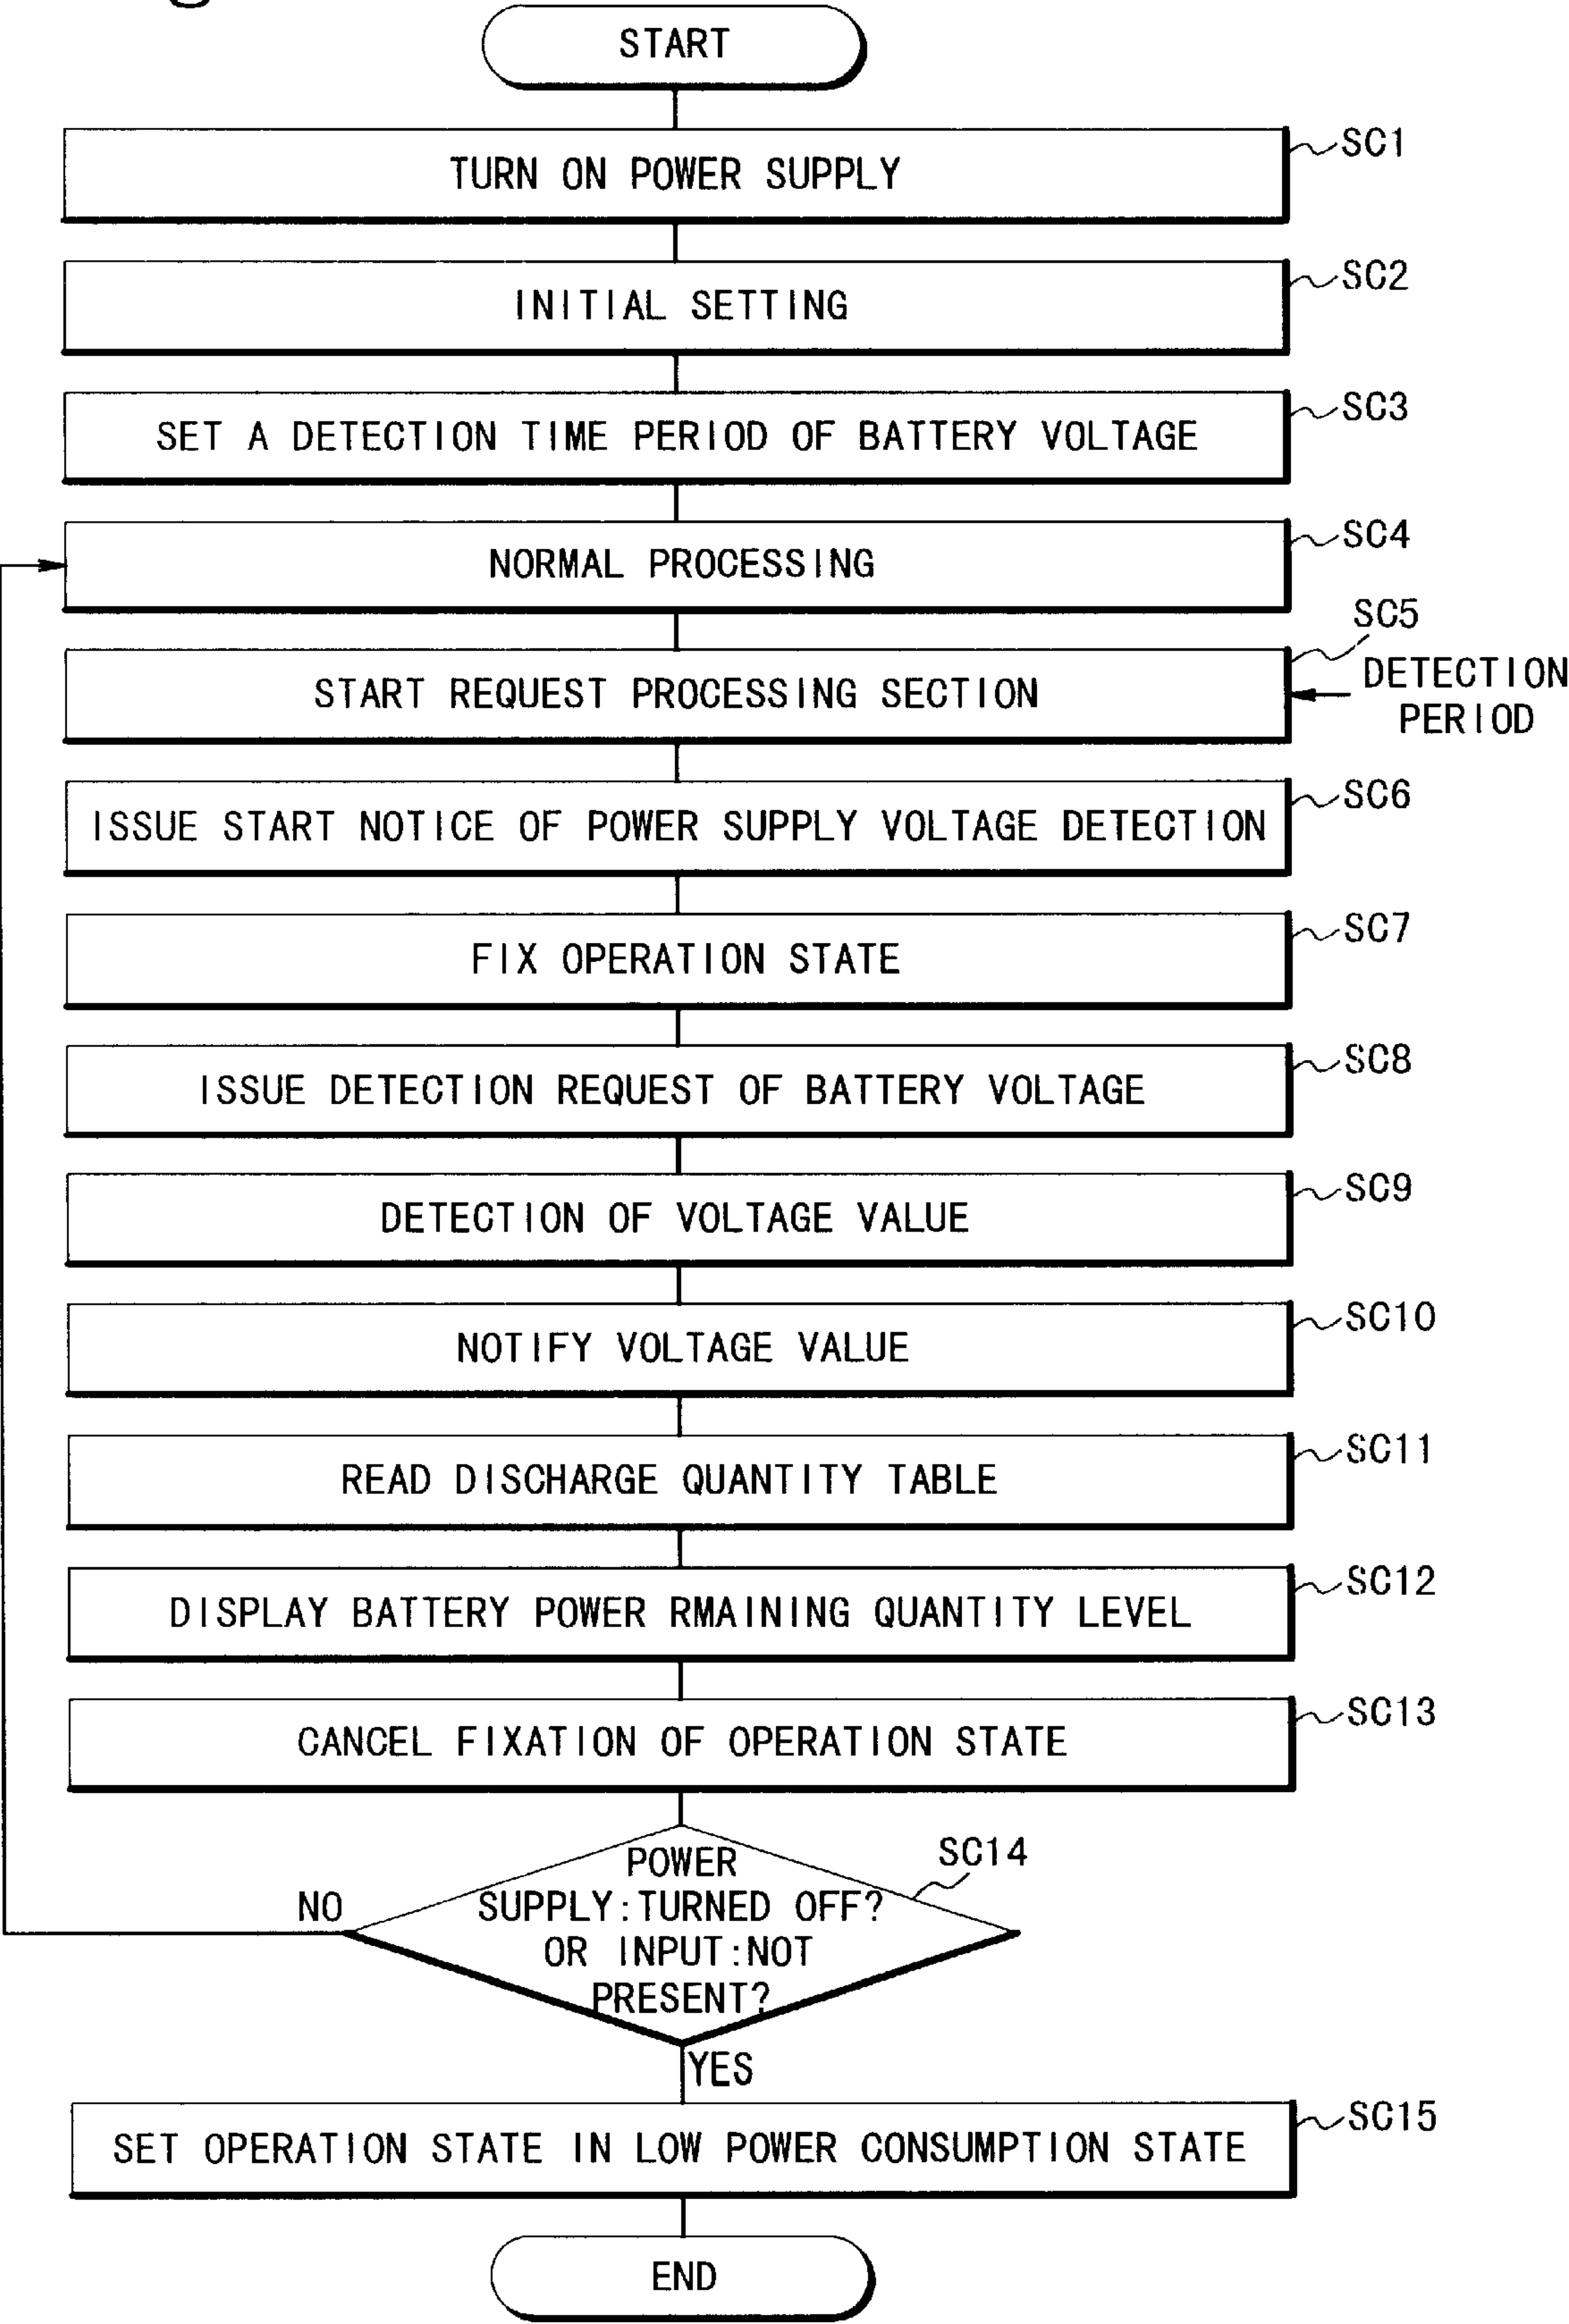 START
TURN ON POWER SUPPLY
SC1
INITIAL SETTING
SC2
SET A DETECTION TIME PERIOD OF BATTERY VOLTAGE
SC3
NORMAL PROCESSING
SC4
START REQUEST PROCESSING SECTION
SC5
DETECTION
PERIOD
ISSUE START NOTICE OF POWER SUPPLY VOLTAGE DETECTION
SC6
FIX OPERATION STATE
SC7
ISSUE DETECTION REQUEST OF BATTERY VOLTAGE
SC8
DETECTION OF VOLTAGE VALUE
SC9
NOTIFY VOLTAGE VALUE
SC10
READ DISCHARGE QUANTITY TABLE
SC11
DISPLAY BATTERY POWER RMAINING QUANTITY LEVEL
SC12
CANCEL FIXATION OF OPERATION STATE
SC13
POWER
SUPPLY:TURNED OFF?
OR INPUT:NOT
PRESENT?
SC14
NO
YES
SET OPERATION STATE IN LOW POWER CONSUMPTION STATE
SC15
END